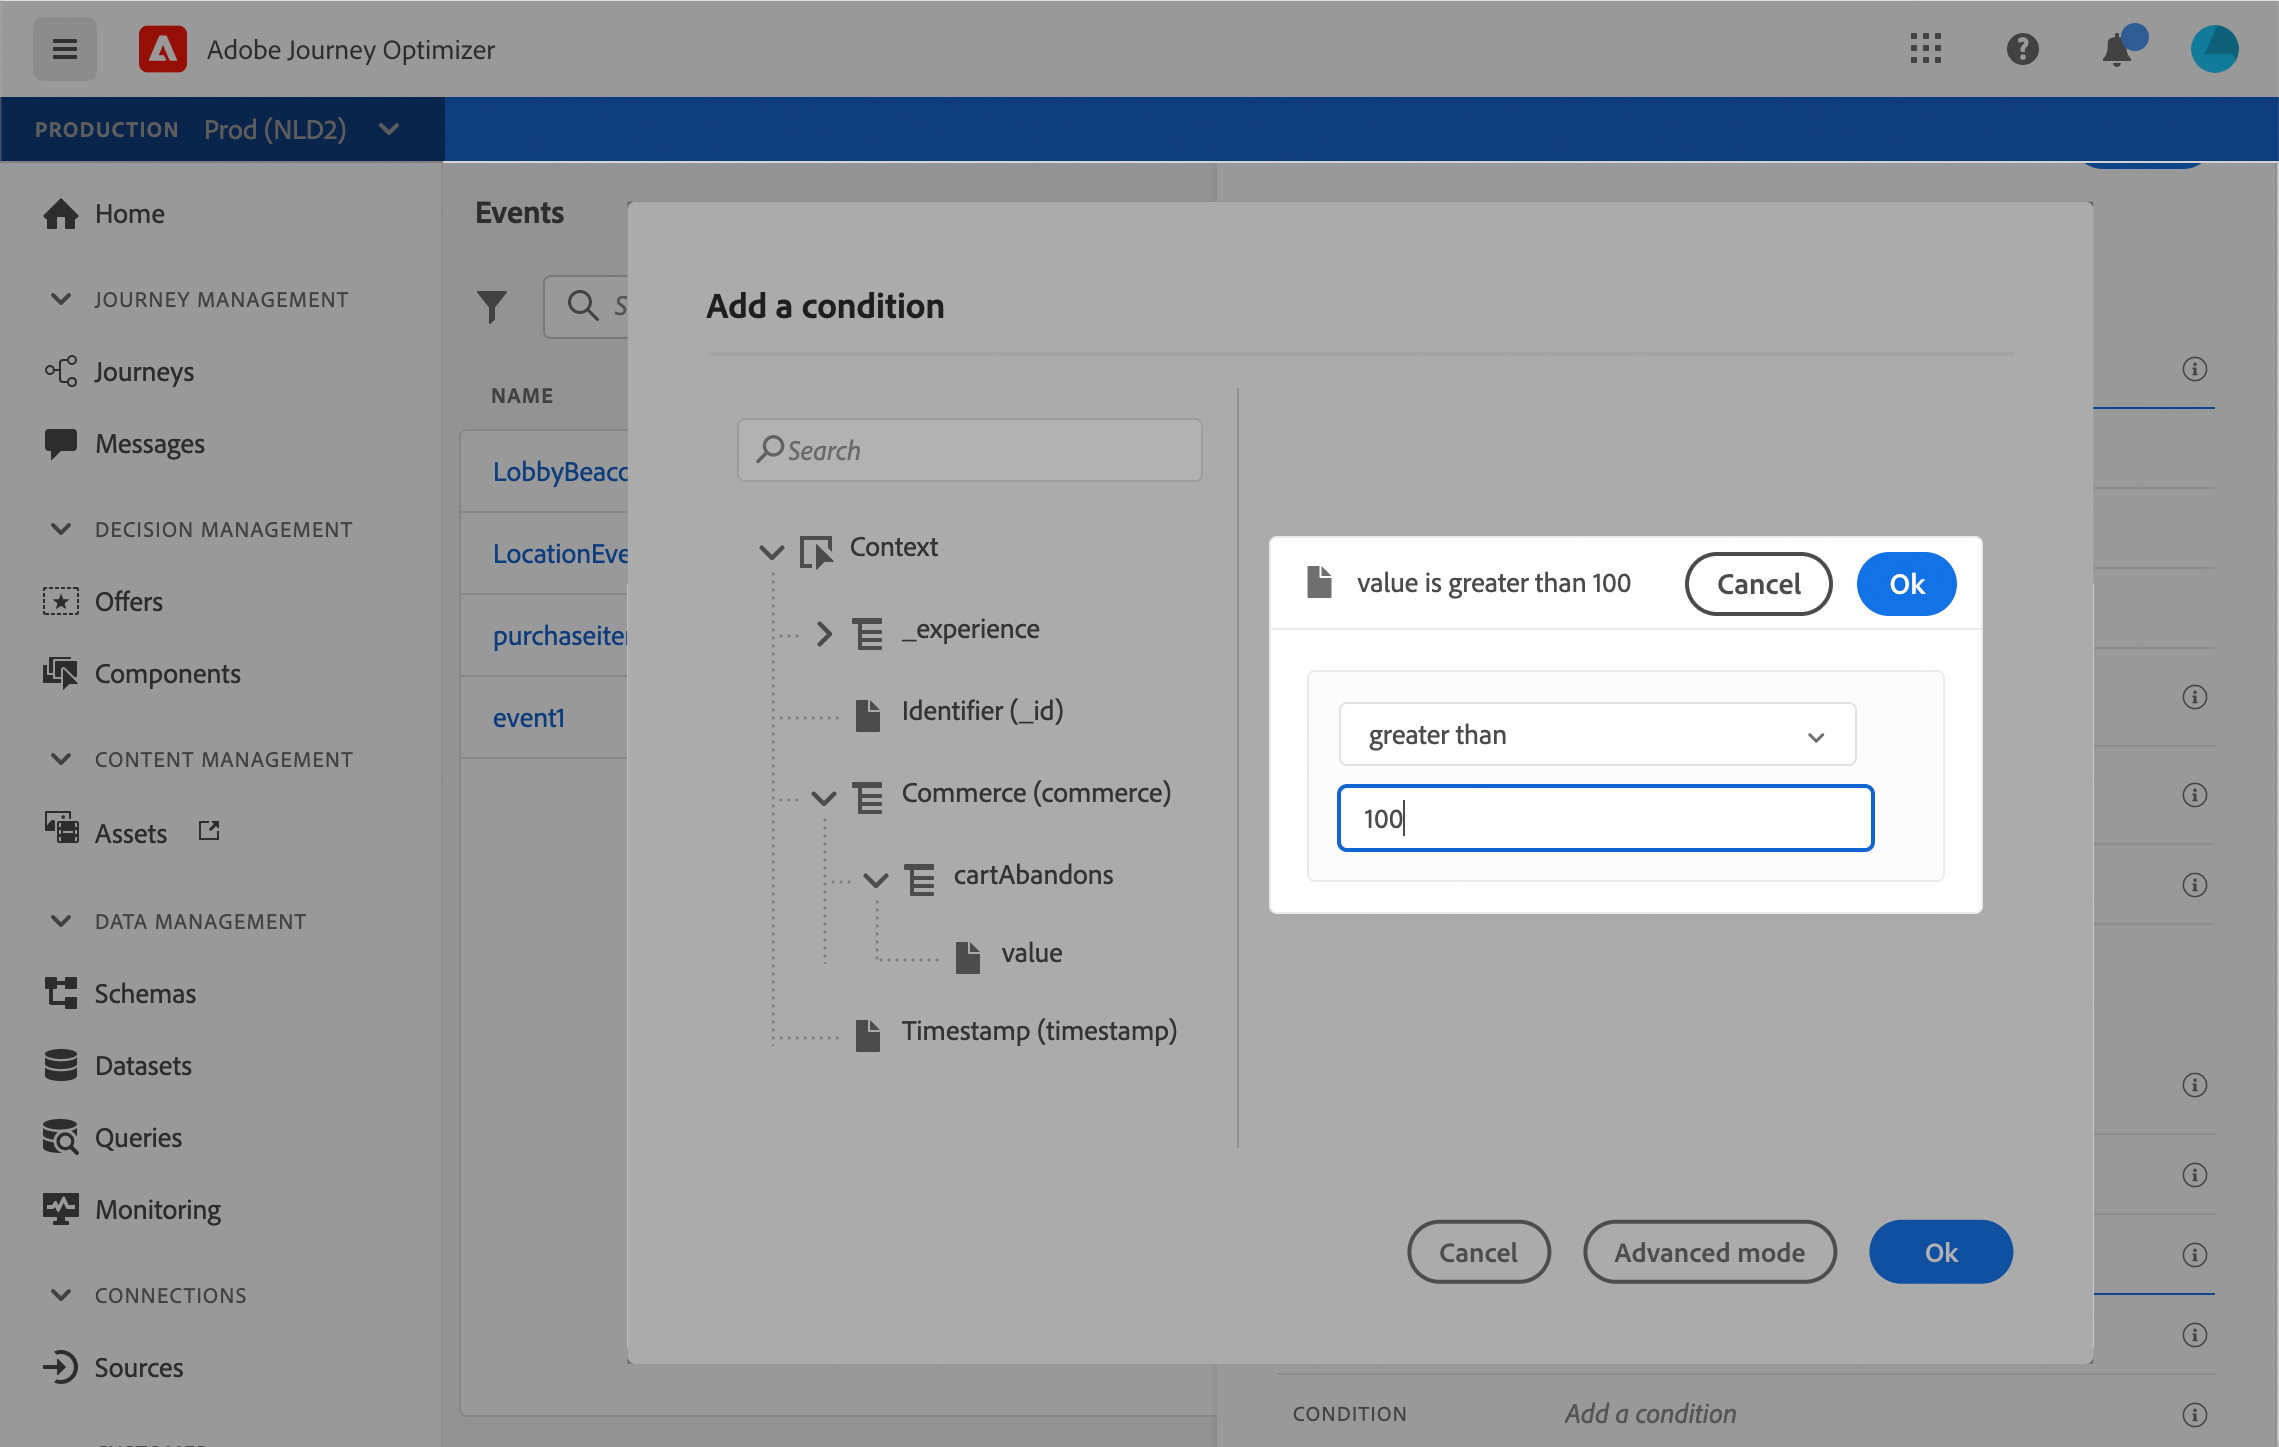 Adobe Journey Optimizer
PRODUCTION Prod (NLD2)
Home
JOURNEY MANAGEMENT
Journeys
Messages
DECISION MANAGEMENT
Offers
Components
CONTENT MANAGEMENT
Assets
DATA MANAGEMENT
Schemas
Datasets
Queries
Monitoring
CONNECTIONS
Sources
Events
S
NAME
LobbyBeaco
LocationEve
purchaseiter
event1
Add a condition
Search
Context
_experience
Identifier (_id)
Commerce (commerce)
cartAbandons
value
Timestamp (timestamp)
value is greater than 100
Cancel
Ok
greater than
100
Cancel
Advanced mode
Ok
CONDITION Add a condition